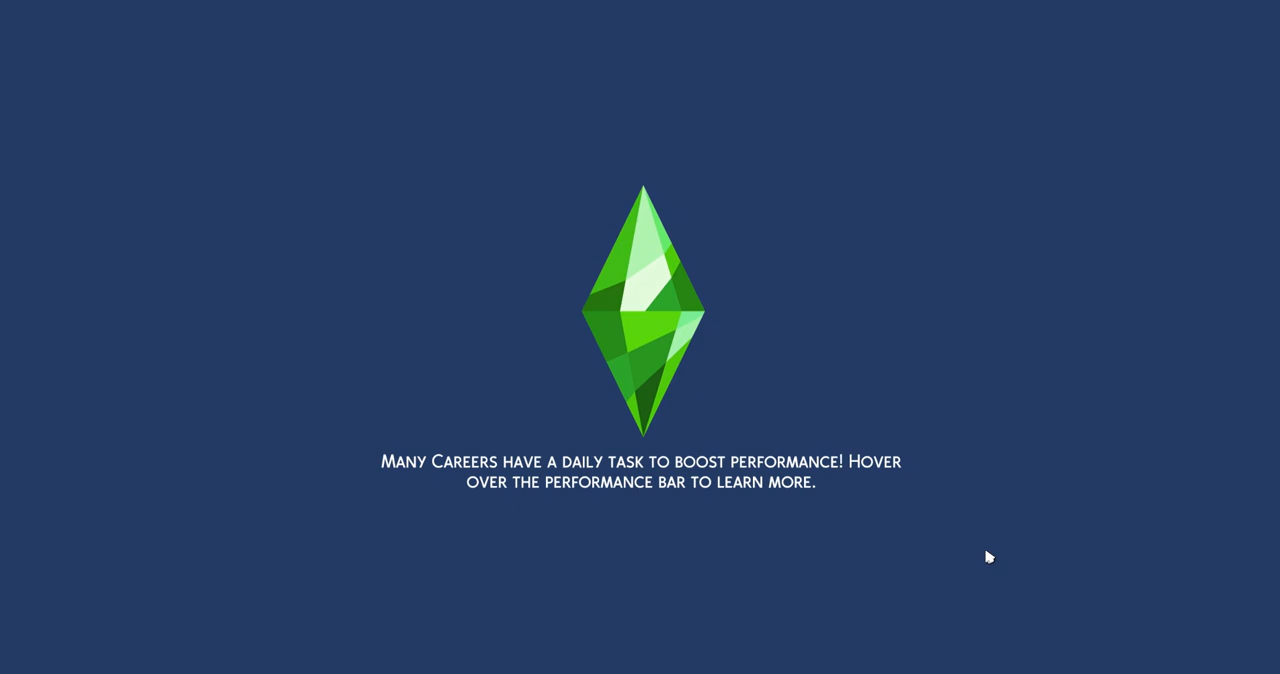 Many Careers have a daily task to boost performance! Hover
over the performance bar to learn more.